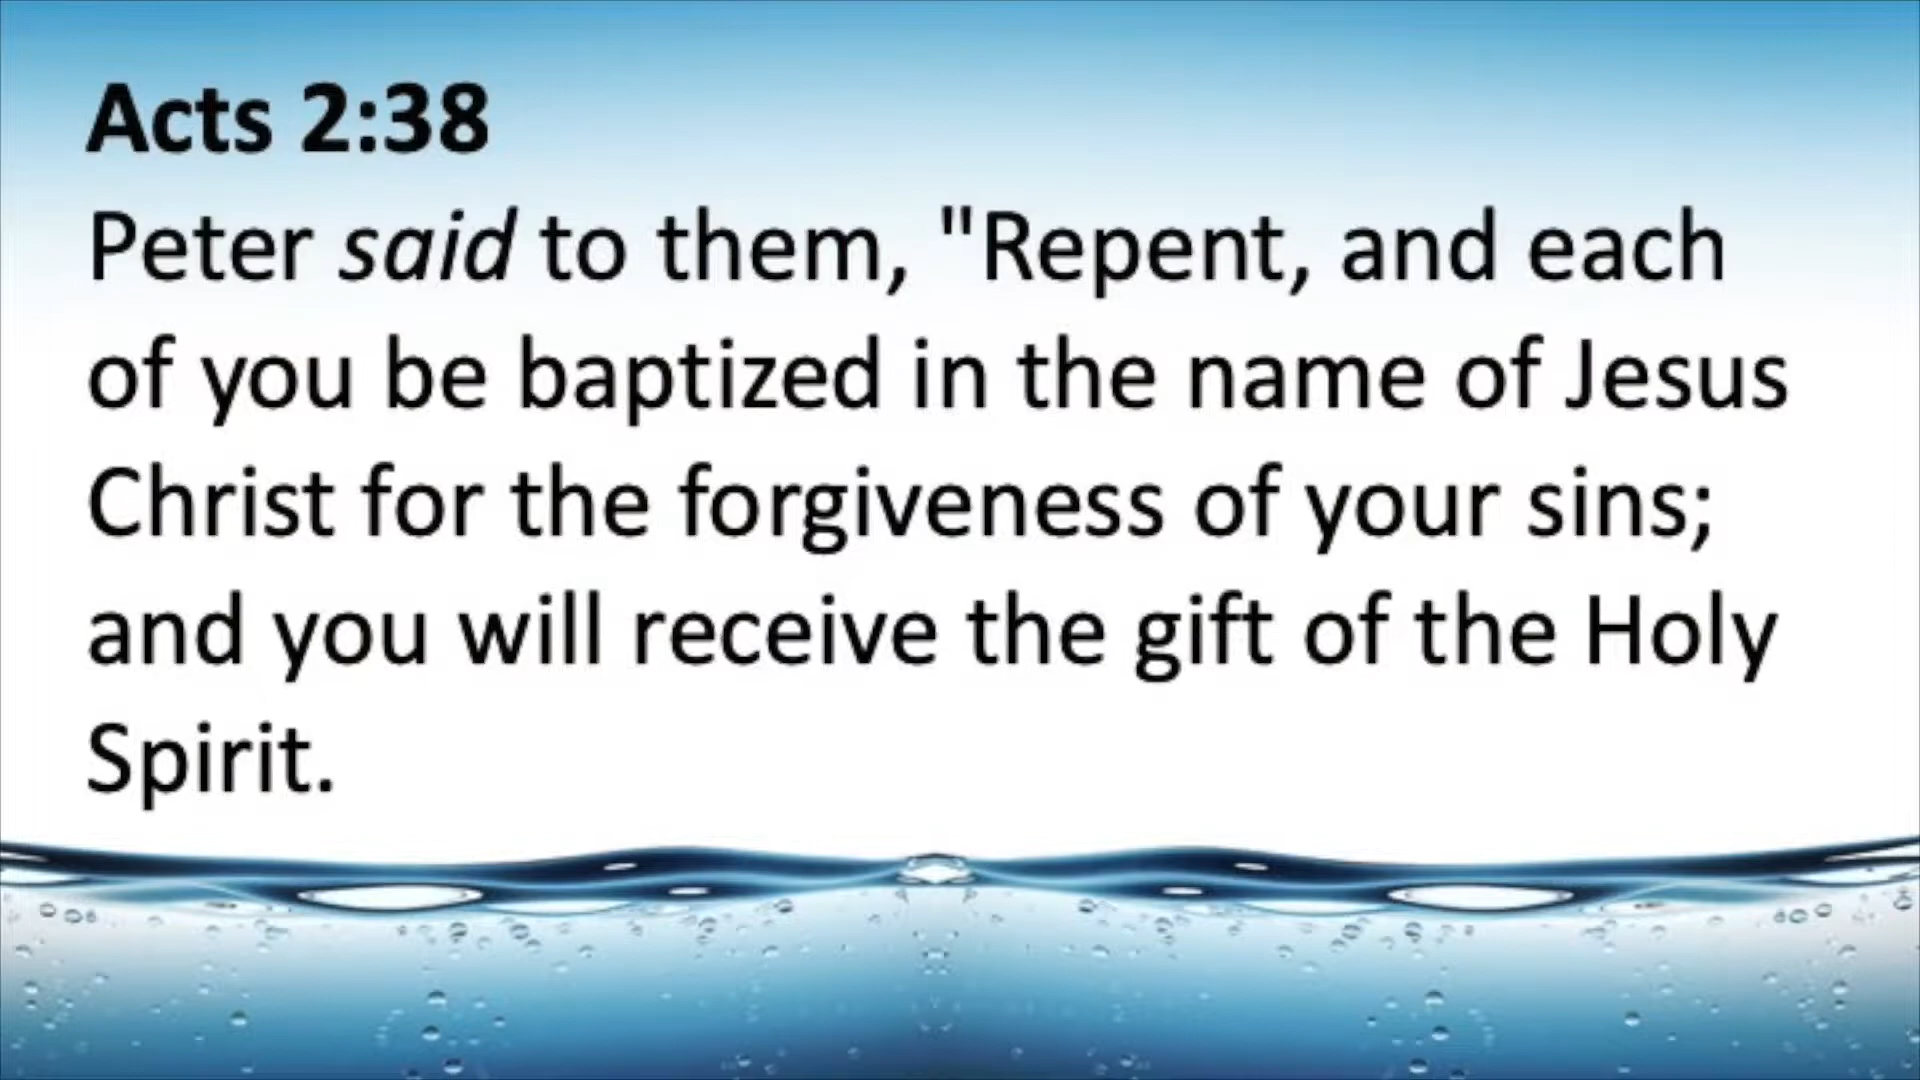 Acts 2:38
Peter said to them, "Repent, and each
of you be baptized in the name of Jesus
Christ for the forgiveness of your sins;
and you will receive the gift of the Holy
Spirit.